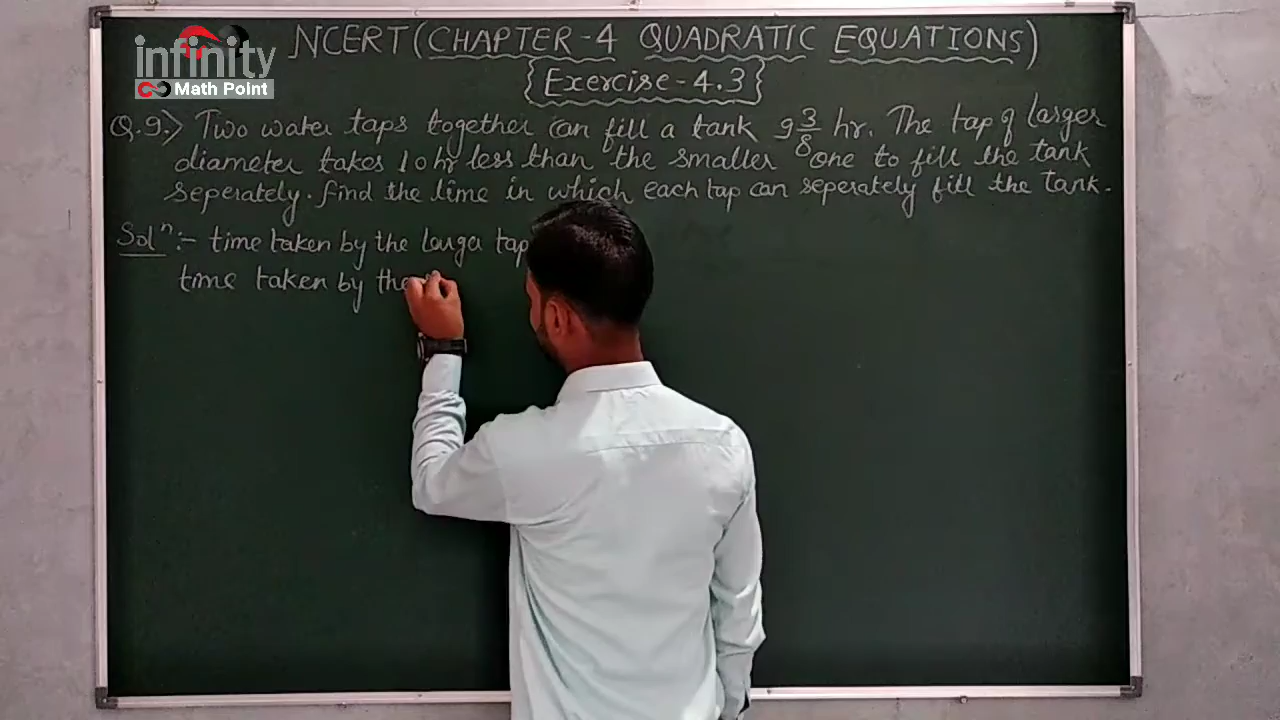 infinity
Math Point
NCERT (CHAPTER-4 QUADRATIC EQUATIONS)
{Exercise-4.3}
Q.9.> Two water taps together can fill a tank 9 3/8 hr. The tap of larger
diameter takes 10 hr less than the smaller one to fill the tank
seperately. find the time in which each tap can seperately fill the tank.
Solⁿ:- time taken by the larger tap
time taken by the